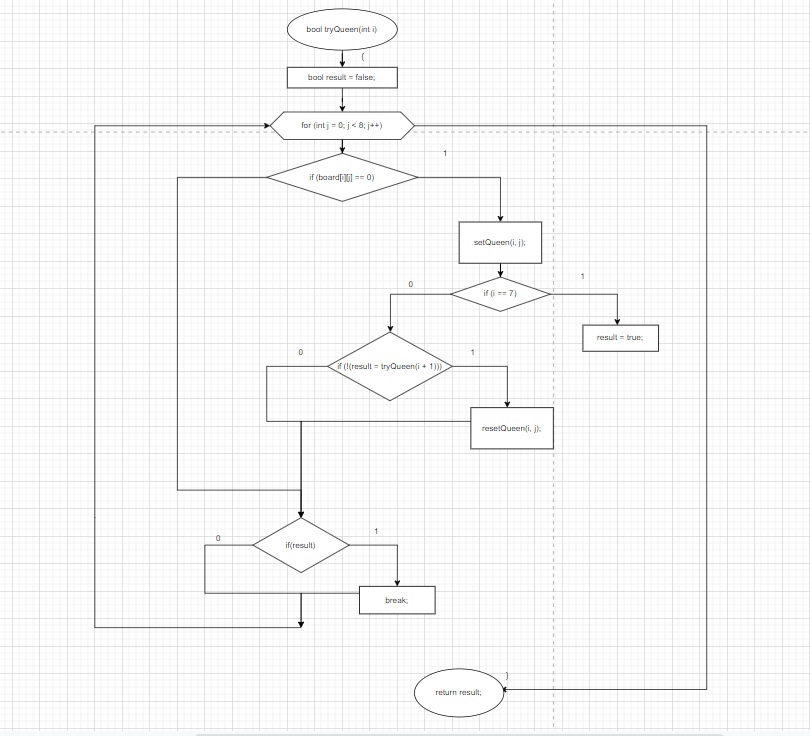 bool tryQueen(int i)
{
bool result = false;
for (int j = 0; j < 8; j++)
1
if (board[i][j] == 0)
setQueen(i, j);
0
if (i == 7)
1
result = true;
0
if (!(result = tryQueen(i + 1)))
1
resetQueen(i, j);
0
if(result)
1
break;
}
return result;